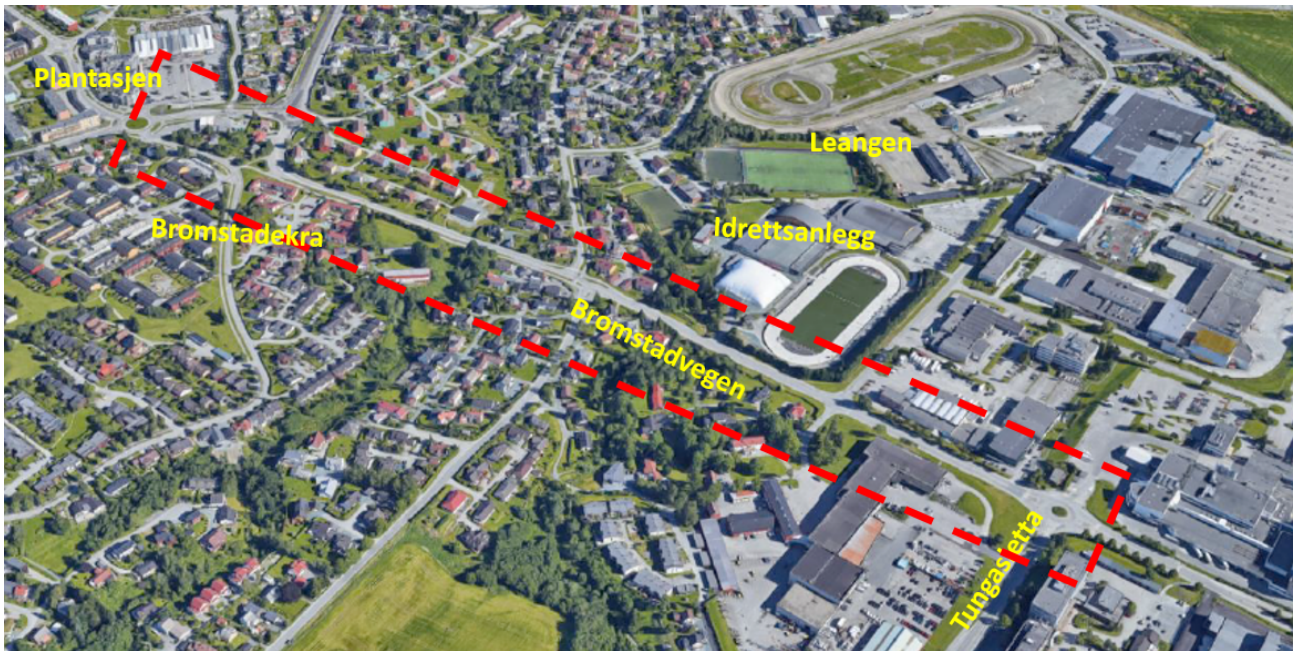 Plantasjen
Leangen
Bromstadekra
Idrettsanlegg
Bromstadvegen
Tungasletta